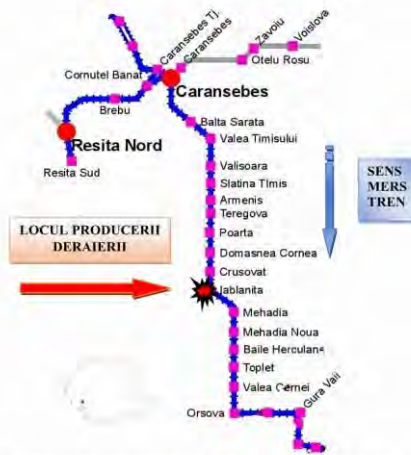 Caransebes Tj.
Caransebes
Zavoiu
Voislova
Cornutel Banat
Otelu Rosu
Caransebes
Brebu
Balta Sarata
Resita Nord
Valea Timisului
Resita Sud
Valisoara
Slatina TImis
Armenis
Teregova
SENS
MERS
TREN
LOCUL PRODUCERII
DERAIERII
Poarta
Domasnea Cornea
Crusovat
Iablanita
Mehadia
Mehadia Noua
Baile Herculane
Toplet
Valea Cernei
Orsova
Gura Vaii